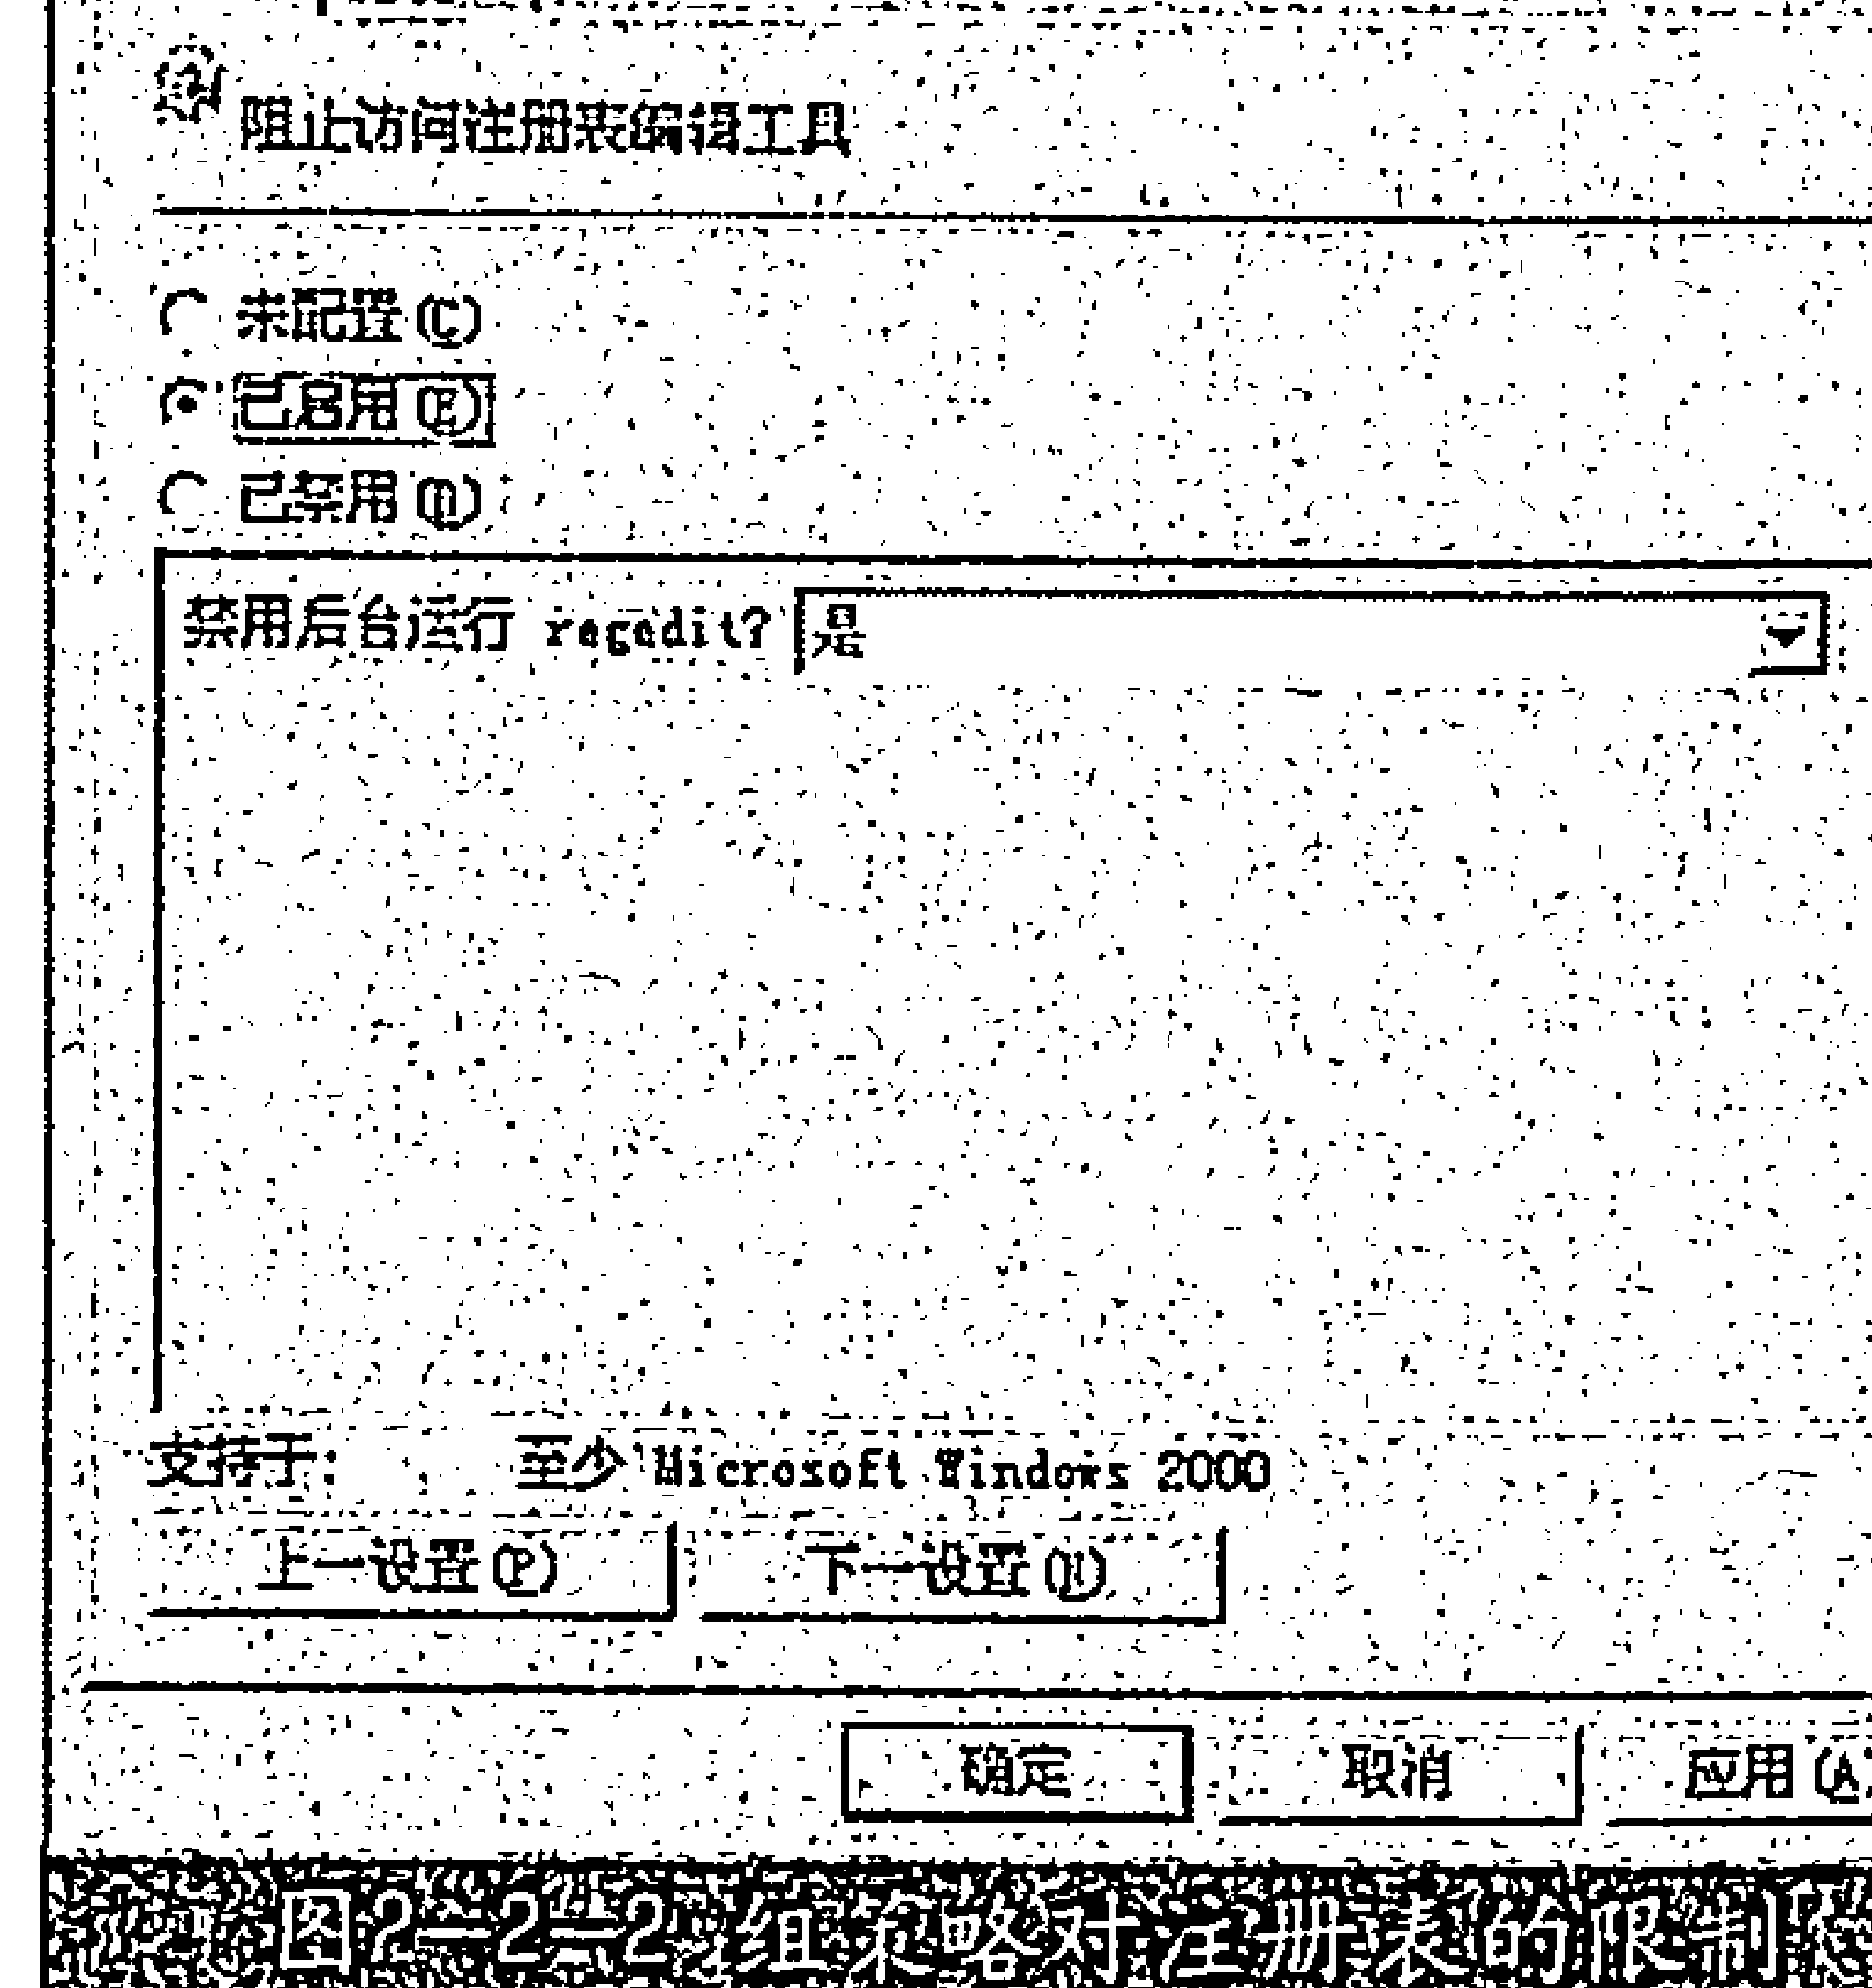 阻止访问注册表编辑工具
未配置(C)
已启用(E)
已禁用(D)
禁用后台运行 regedit? 是
支持于: 至少 Microsoft Windows 2000
上一设置(P) 下一设置(N)
确定 取消 应用(A)
图2—2—2 组策略对注册表的限制